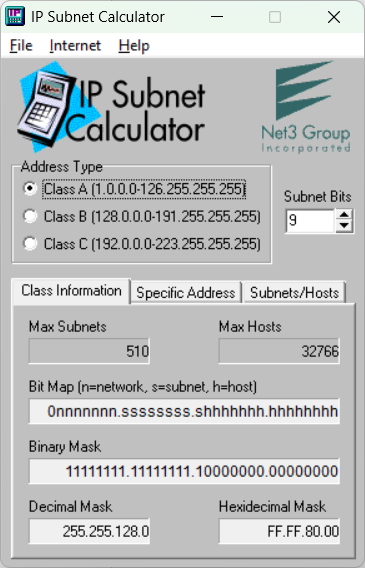 IP Subnet Calculator
File Internet Help
IP Subnet
Calculator
Net3 Group
Incorporated
Address Type
Class A (1.0.0.0-126.255.255.255)
Class B (128.0.0.0-191.255.255.255)
Class C (192.0.0.0-223.255.255.255)
Subnet Bits
9
Class Information Specific Address Subnets/Hosts
Max Subnets Max Hosts
510 32766
Bit Map (n=network, s=subnet, h=host)
0nnnnnnn.ssssssss.shhhhhhh.hhhhhhhh
Binary Mask
11111111.11111111.10000000.00000000
Decimal Mask Hexidecimal Mask
255.255.128.0 FF.FF.80.00